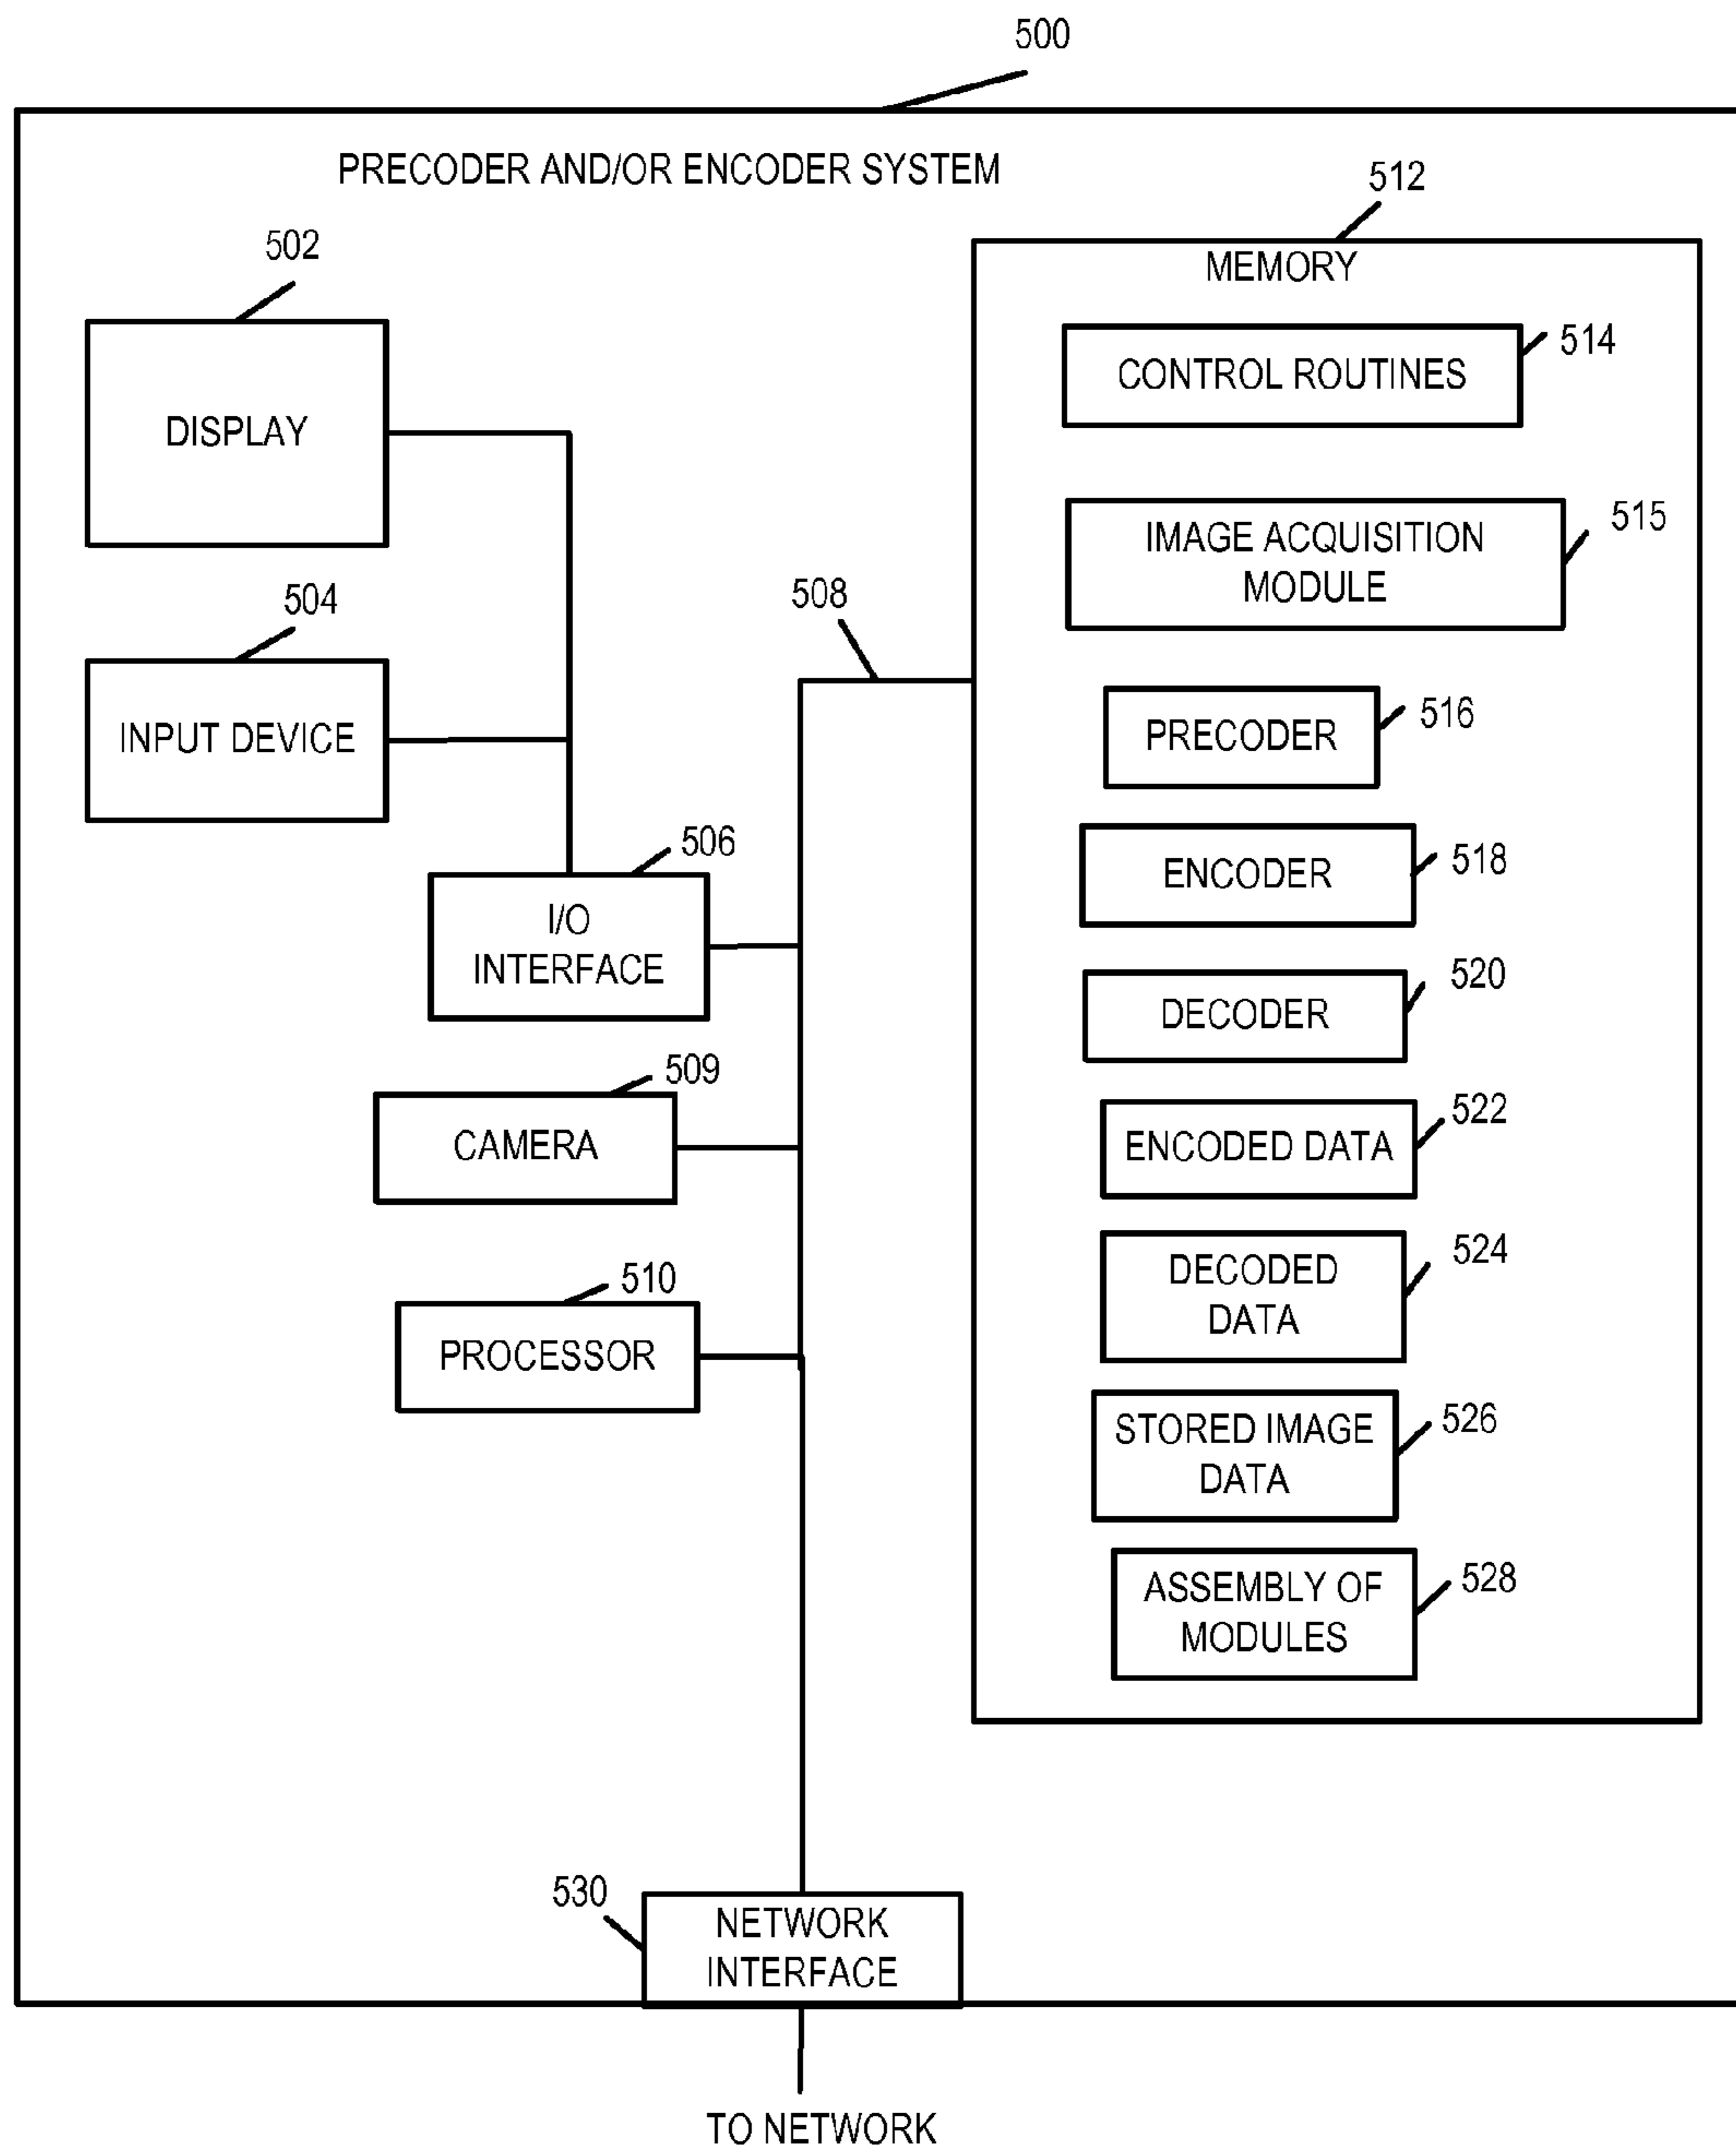 500
PRECODER AND/OR ENCODER SYSTEM
502
DISPLAY
504
INPUT DEVICE
506
I/O
INTERFACE
508
509
CAMERA
510
PROCESSOR
512
MEMORY
514
CONTROL ROUTINES
515
IMAGE ACQUISITION
MODULE
516
PRECODER
518
ENCODER
520
DECODER
522
ENCODED DATA
524
DECODED
DATA
526
STORED IMAGE
DATA
528
ASSEMBLY OF
MODULES
530
NETWORK
INTERFACE
TO NETWORK